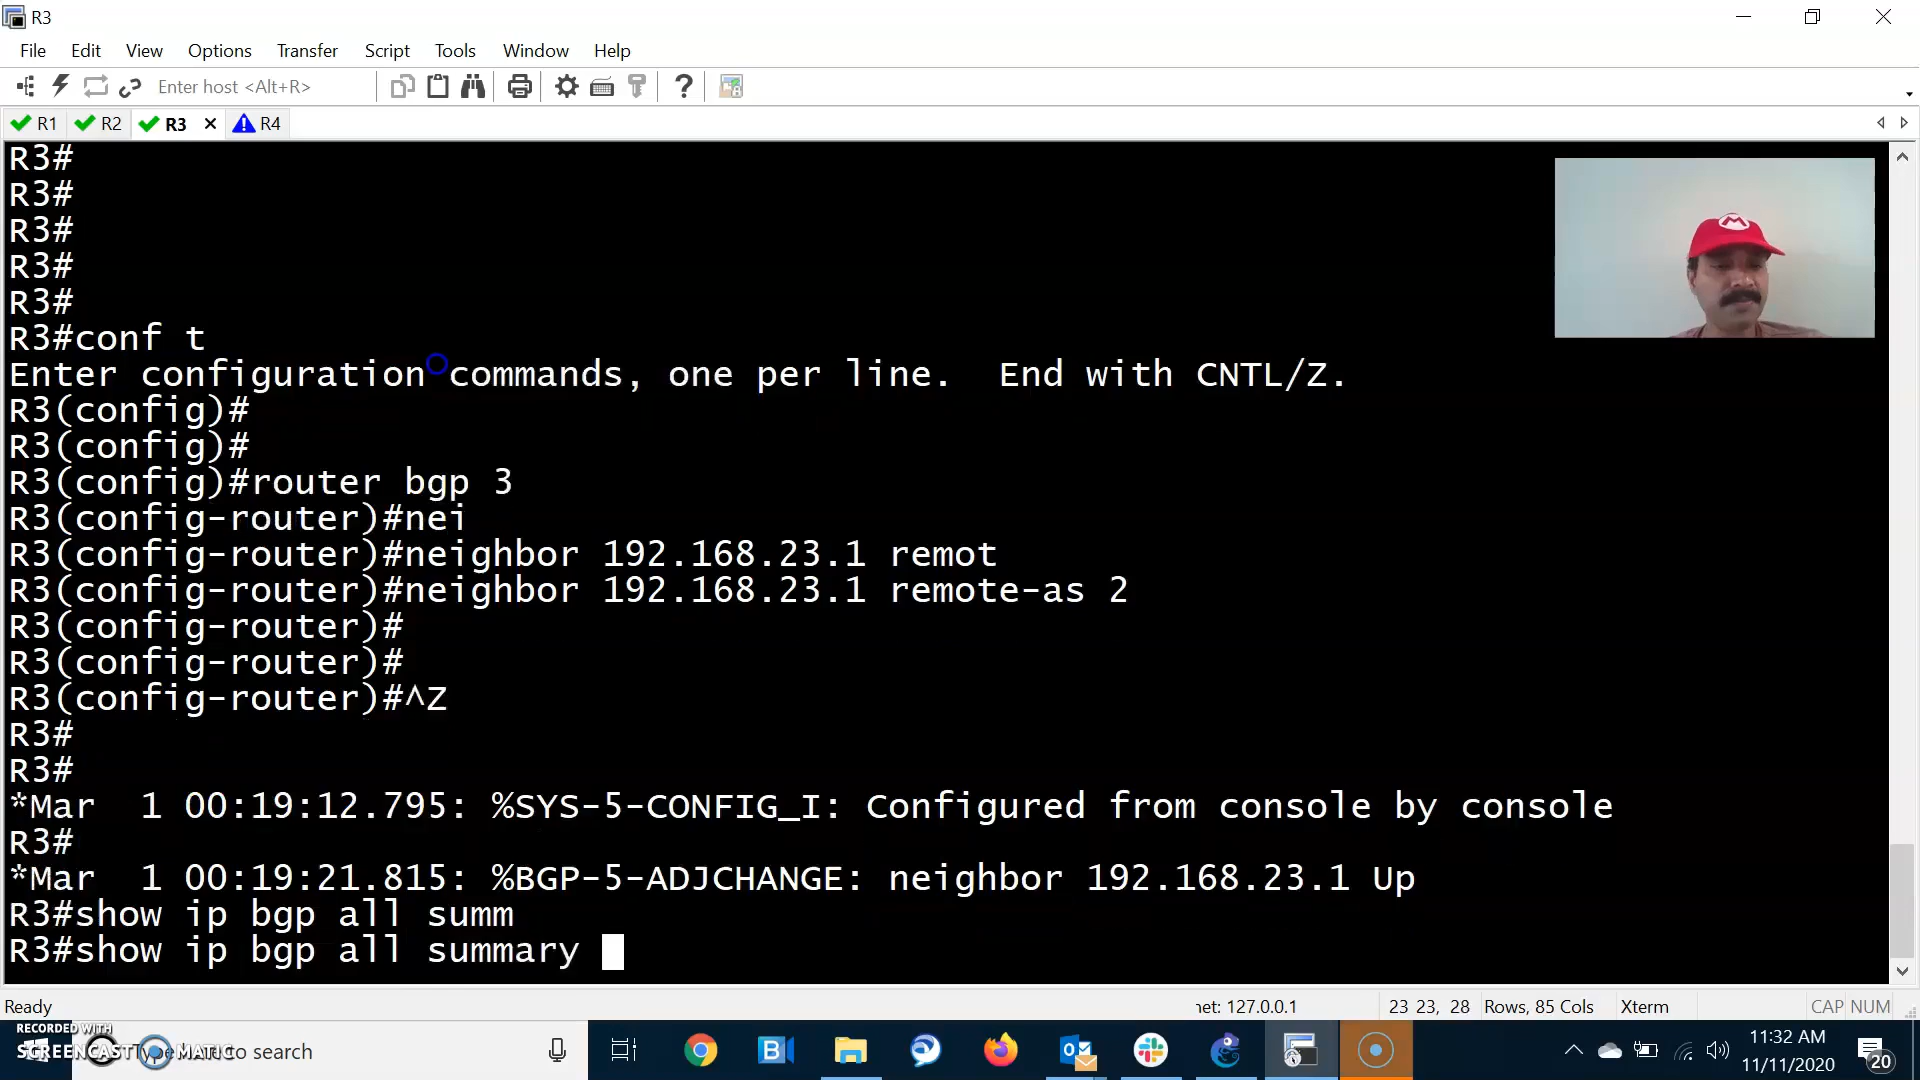 R3
File Edit View Options Transfer Script Tools Window Help
Enter host <Alt+R>
R1 R2 R3 R4
R3#
R3#
R3#
R3#
R3#
R3#conf t
Enter configuration commands, one per line.  End with CNTL/Z.
R3(config)#
R3(config)#
R3(config)#router bgp 3
R3(config-router)#nei
R3(config-router)#neighbor 192.168.23.1 remot
R3(config-router)#neighbor 192.168.23.1 remote-as 2
R3(config-router)#
R3(config-router)#
R3(config-router)#^Z
R3#
R3#
*Mar  1 00:19:12.795: %SYS-5-CONFIG_I: Configured from console by console
R3#
*Mar  1 00:19:21.815: %BGP-5-ADJCHANGE: neighbor 192.168.23.1 Up
R3#show ip bgp all summ
R3#show ip bgp all summary
Ready net: 127.0.0.1 23 23, 28 Rows, 85 Cols Xterm CAP NUM
RECORDED WITH
SCREENCAST MATIC
Type here to search
11:32 AM
11/11/2020
20